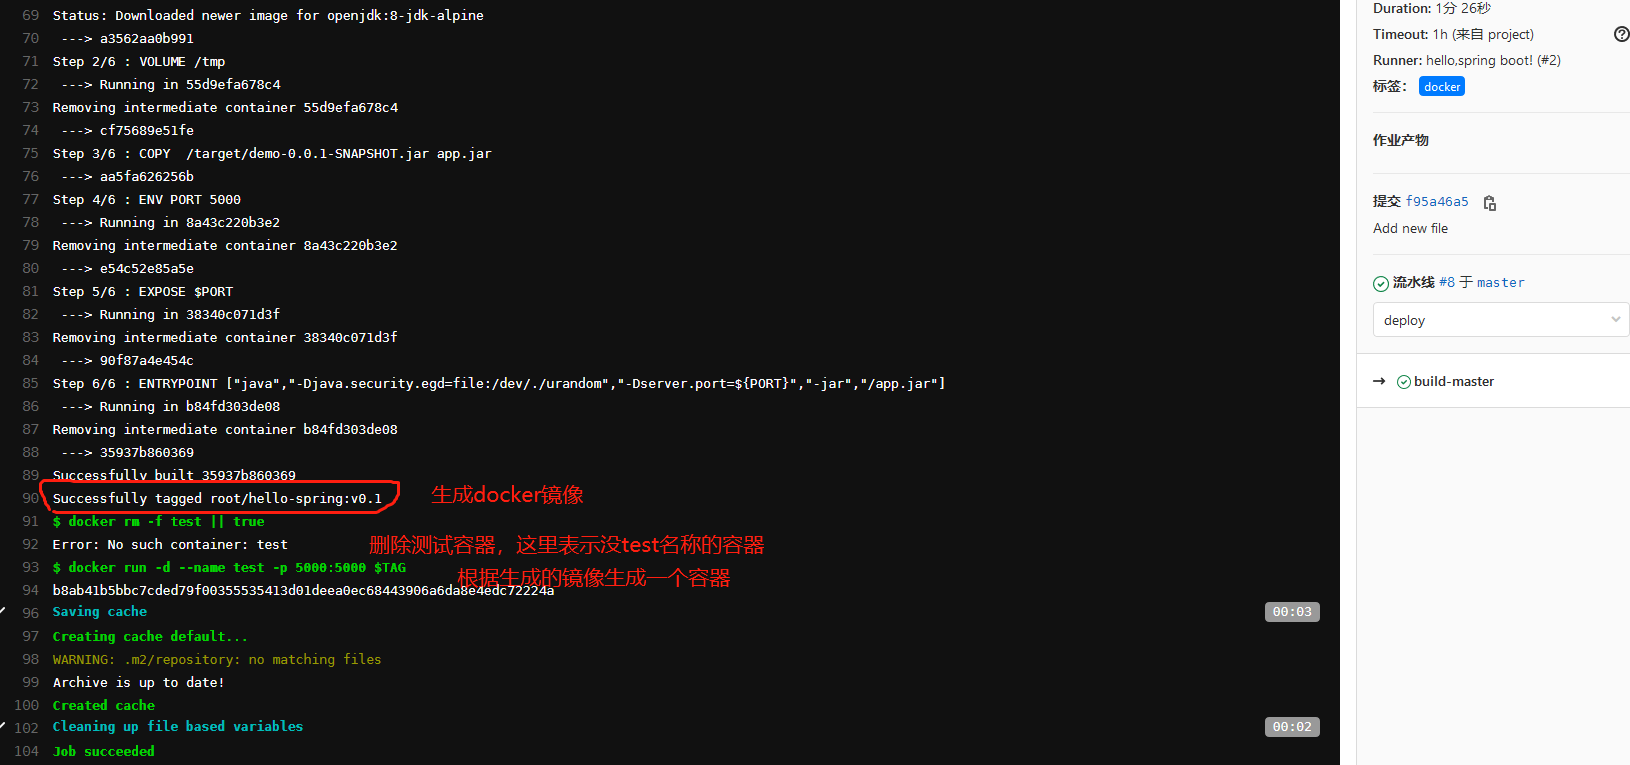 69 Status: Downloaded newer image for openjdk:8-jdk-alpine
70 ---> a3562aa0b991
71 Step 2/6 : VOLUME /tmp
72 ---> Running in 55d9efa678c4
73 Removing intermediate container 55d9efa678c4
74 ---> cf75689e51fe
75 Step 3/6 : COPY /target/demo-0.0.1-SNAPSHOT.jar app.jar
76 ---> aa5fa626256b
77 Step 4/6 : ENV PORT 5000
78 ---> Running in 8a43c220b3e2
79 Removing intermediate container 8a43c220b3e2
80 ---> e54c52e85a5e
81 Step 5/6 : EXPOSE $PORT
82 ---> Running in 38340c071d3f
83 Removing intermediate container 38340c071d3f
84 ---> 90f87a4e454c
85 Step 6/6 : ENTRYPOINT ["java","-Djava.security.egd=file:/dev/./urandom","-Dserver.port=${PORT}","-jar","/app.jar"]
86 ---> Running in b84fd303de08
87 Removing intermediate container b84fd303de08
88 ---> 35937b860369
89 Successfully built 35937b860369
90 Successfully tagged root/hello-spring:v0.1
生成docker镜像
91 $ docker rm -f test || true
92 Error: No such container: test
删除测试容器，这里表示没test名称的容器
93 $ docker run -d --name test -p 5000:5000 $TAG
根据生成的镜像生成一个容器
94 b8ab41b5bbc7cded79f00355535413d01deea0ec68443906a6da8e4edc72224a
96 Saving cache 00:03
97 Creating cache default...
98 WARNING: .m2/repository: no matching files
99 Archive is up to date!
100 Created cache
102 Cleaning up file based variables 00:02
104 Job succeeded
Duration: 1分 26秒
Timeout: 1h (来自 project)
Runner: hello,spring boot! (#2)
标签： docker
作业产物
提交 f95a46a5
Add new file
流水线 #8 于 master
deploy
→ build-master